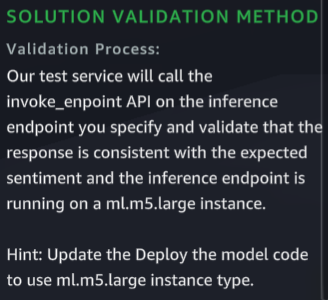 SOLUTION VALIDATION METHOD
Validation Process:
Our test service will call the
invoke_enpoint API on the inference
endpoint you specify and validate that the
response is consistent with the expected
sentiment and the inference endpoint is
running on a ml.m5.large instance.
Hint: Update the Deploy the model code
to use ml.m5.large instance type.